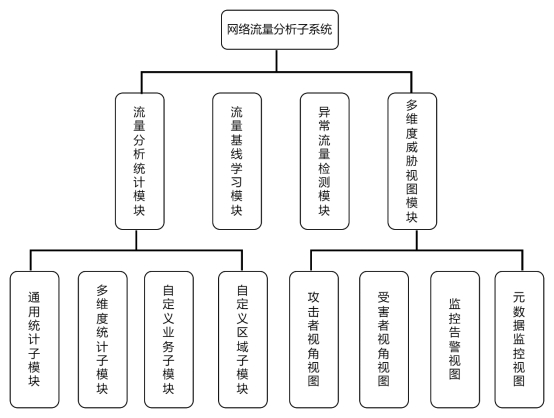 网络流量分析子系统
流量分析统计模块
流量基线学习模块
异常流量检测模块
多维度威胁视图模块
通用统计子模块
多维度统计子模块
自定义业务子模块
自定义区域子模块
攻击者视角视图
受害者视角视图
监控告警视图
元数据监控视图